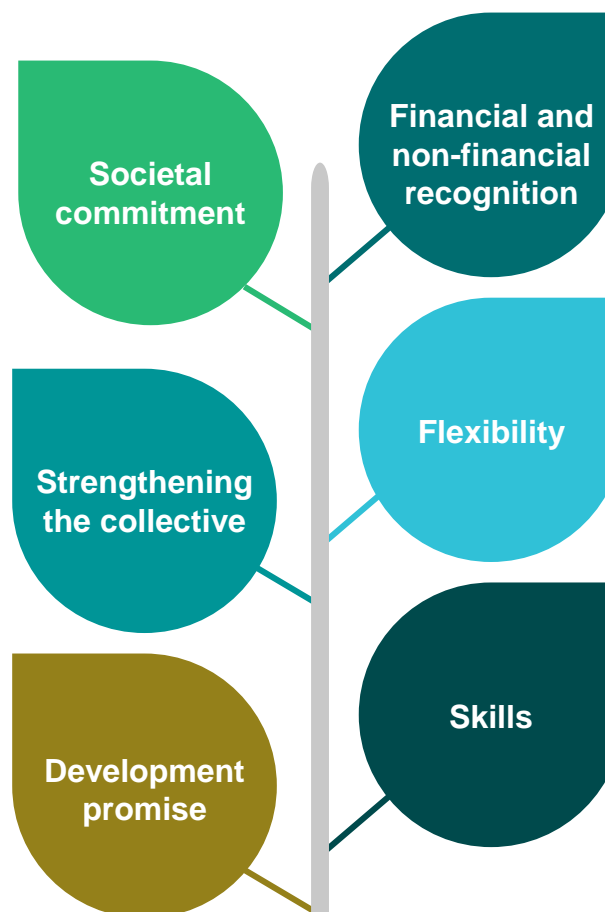 Societal
commitment
Financial and
non-financial
recognition
Strengthening
the collective
Flexibility
Development
promise
Skills